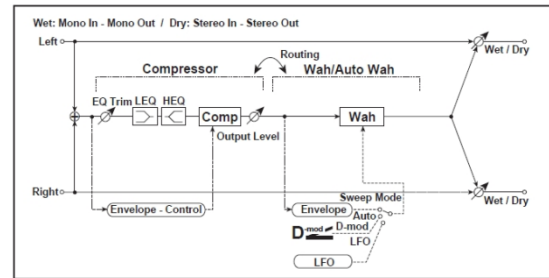 Wet: Mono In - Mono Out / Dry: Stereo In - Stereo Out
Left
Wet / Dry
Routing
Compressor
Wah/Auto Wah
EQ Trim
LEQ
HEQ
Comp
Output Level
Wah
Right
Wet / Dry
Sweep Mode
Envelope - Control
Envelope
Auto
D-mod
D-mod
LFO
LFO